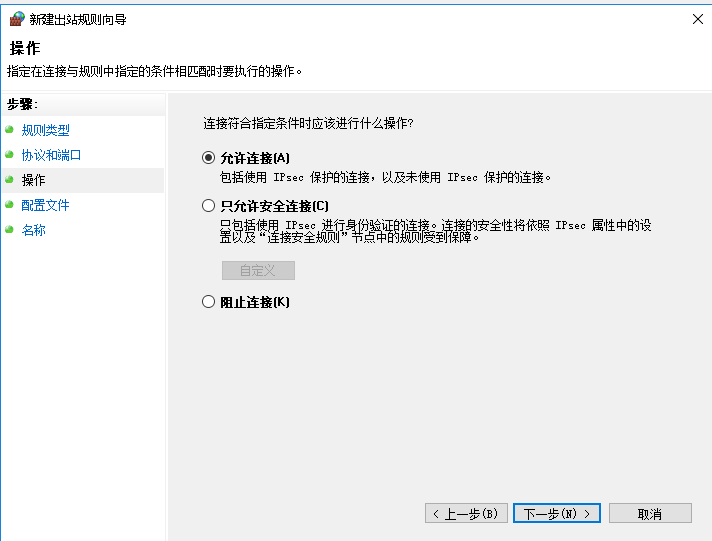 新建出站规则向导
操作
指定在连接与规则中指定的条件相匹配时要执行的操作。
步骤:
规则类型
协议和端口
操作
配置文件
名称
连接符合指定条件时应该进行什么操作?
允许连接(A)
包括使用 IPsec 保护的连接，以及未使用 IPsec 保护的连接。
只允许安全连接(C)
只包括使用 IPsec 进行身份验证的连接。连接的安全性将依照 IPsec 属性中的设
置以及“连接安全规则”节点中的规则受到保障。
自定义
阻止连接(K)
< 上一步(B)
下一步(N) >
取消